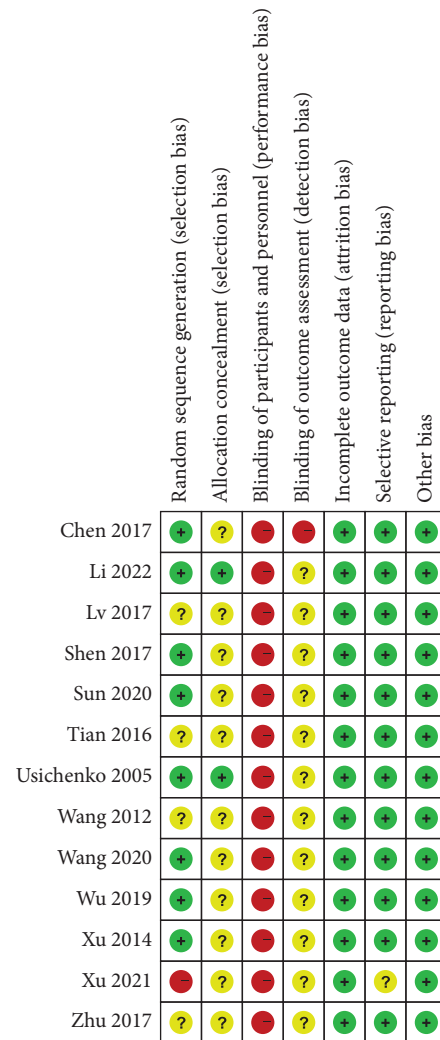 Random sequence generation (selection bias)
Allocation concealment (selection bias)
Blinding of participants and personnel (performance bias)
Blinding of outcome assessment (detection bias)
Incomplete outcome data (attrition bias)
Selective reporting (reporting bias)
Other bias
Chen 2017 + ? – – + + +
Li 2022 + + – ? + + +
Lv 2017 ? ? – ? + + +
Shen 2017 + ? – ? + + +
Sun 2020 + ? – ? + + +
Tian 2016 ? ? – ? + + +
Usichenko 2005 + + – ? + + +
Wang 2012 ? ? – ? + + +
Wang 2020 + ? – ? + + +
Wu 2019 + ? – ? + + +
Xu 2014 + ? – ? + + +
Xu 2021 – ? – ? + ? +
Zhu 2017 ? ? – ? + + +